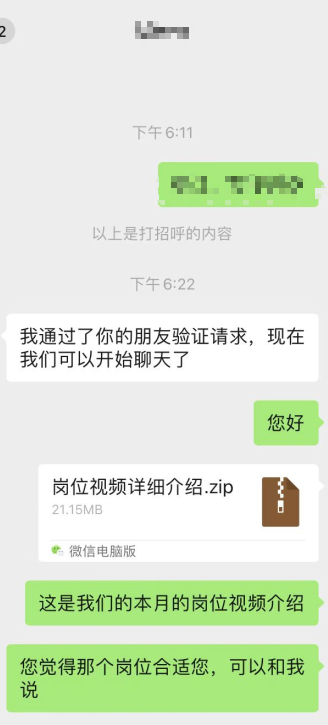 2
下午6:11
以上是打招呼的内容
下午6:22
我通过了你的朋友验证请求，现在
我们可以开始聊天了
您好
岗位视频详细介绍.zip
21.15MB
微信电脑版
这是我们的本月的岗位视频介绍
您觉得那个岗位合适您，可以和我
说